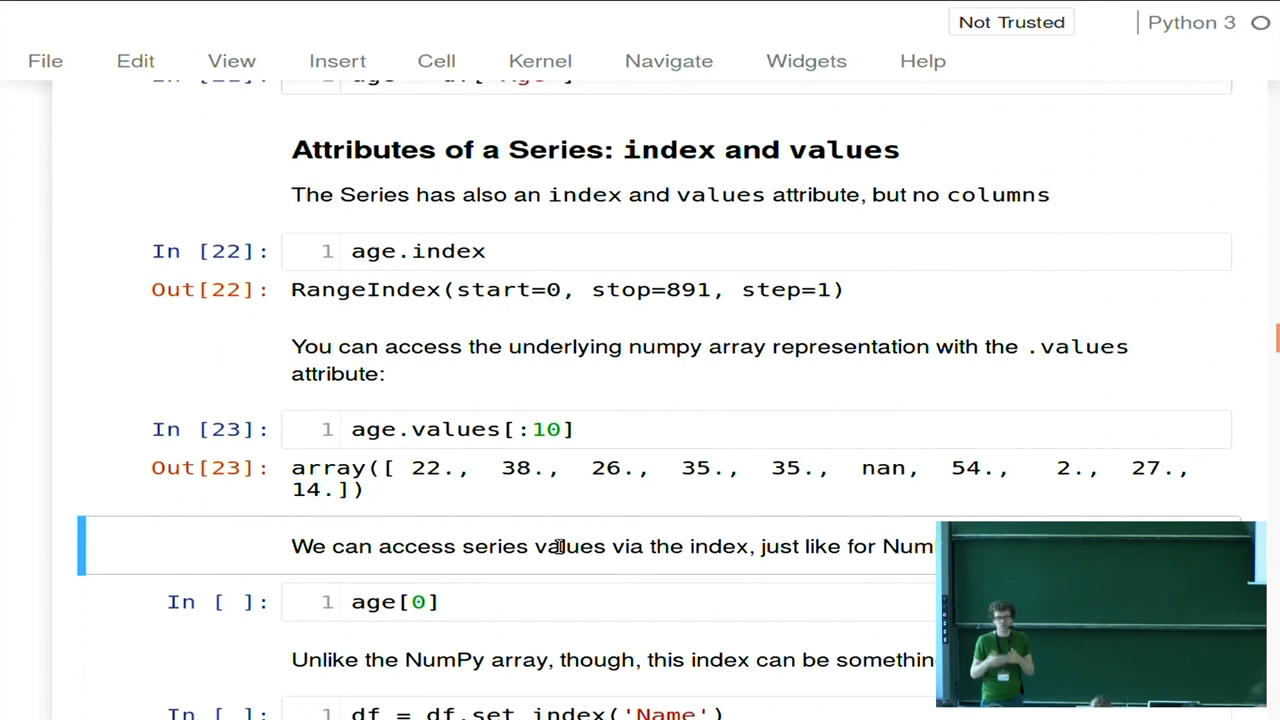 Not Trusted
Python 3
File Edit View Insert Cell Kernel Navigate Widgets Help
Attributes of a Series: index and values
The Series has also an index and values attribute, but no columns
In [22]: 1 age.index
Out[22]: RangeIndex(start=0, stop=891, step=1)
You can access the underlying numpy array representation with the .values
attribute:
In [23]: 1 age.values[:10]
Out[23]: array([ 22., 38., 26., 35., 35., nan, 54., 2., 27.,
14.])
We can access series values via the index, just like for
In [ ]: 1 age[0]
Unlike the NumPy array, though, this index can be
In [ ]: 1 df = df.set_index('Name')